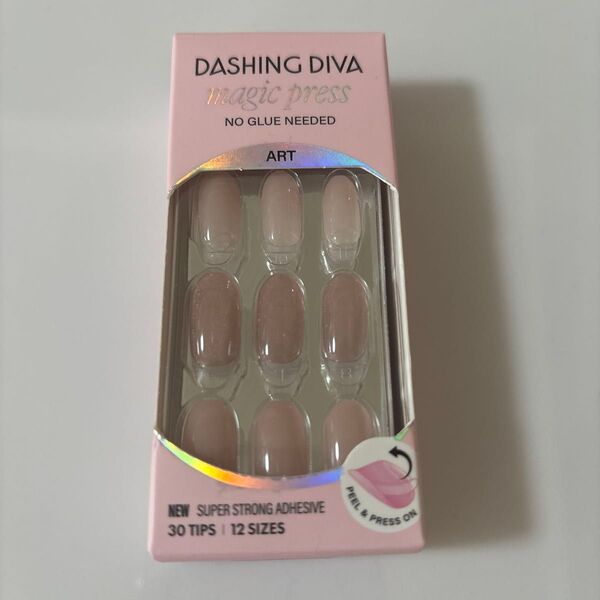 DASHING DIVA
magic press
NO GLUE NEEDED
ART
NEW SUPER STRONG ADHESIVE
30 TIPS | 12 SIZES
PEEL & PRESS ON